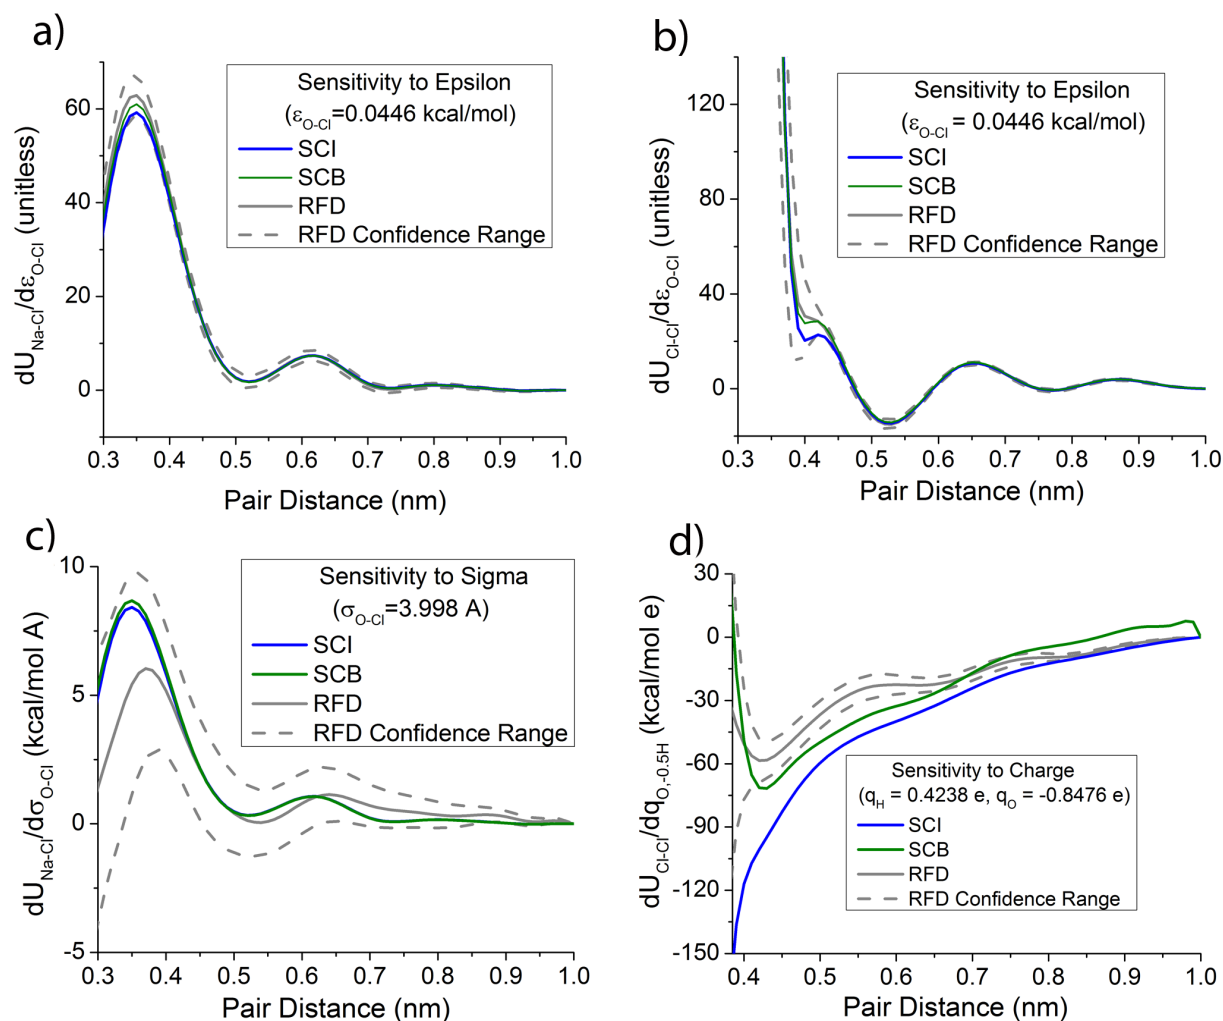 a)
Sensitivity to Epsilon
(εO-Cl=0.0446 kcal/mol)
SCI
SCB
RFD
RFD Confidence Range
dUNa-Cl/dεO-Cl (unitless)
60
40
20
0
0.3 0.4 0.5 0.6 0.7 0.8 0.9 1.0
Pair Distance (nm)
b)
Sensitivity to Epsilon
(εO-Cl = 0.0446 kcal/mol)
SCI
SCB
RFD
RFD Confidence Range
dUCl-Cl/dεO-Cl (unitless)
120
80
40
0
0.3 0.4 0.5 0.6 0.7 0.8 0.9 1.0
Pair Distance (nm)
c)
Sensitivity to Sigma
(σO-Cl=3.998 A)
SCI
SCB
RFD
RFD Confidence Range
dUNa-Cl/dσO-Cl (kcal/mol A)
10
5
0
-5
0.3 0.4 0.5 0.6 0.7 0.8 0.9 1.0
Pair Distance (nm)
d)
Sensitivity to Charge
(qH = 0.4238 e, qO = -0.8476 e)
SCI
SCB
RFD
RFD Confidence Range
dUCl-Cl/dqO,-0.5H (kcal/mol e)
30
0
-30
-60
-90
-120
-150
0.4 0.5 0.6 0.7 0.8 0.9 1.0
Pair Distance (nm)